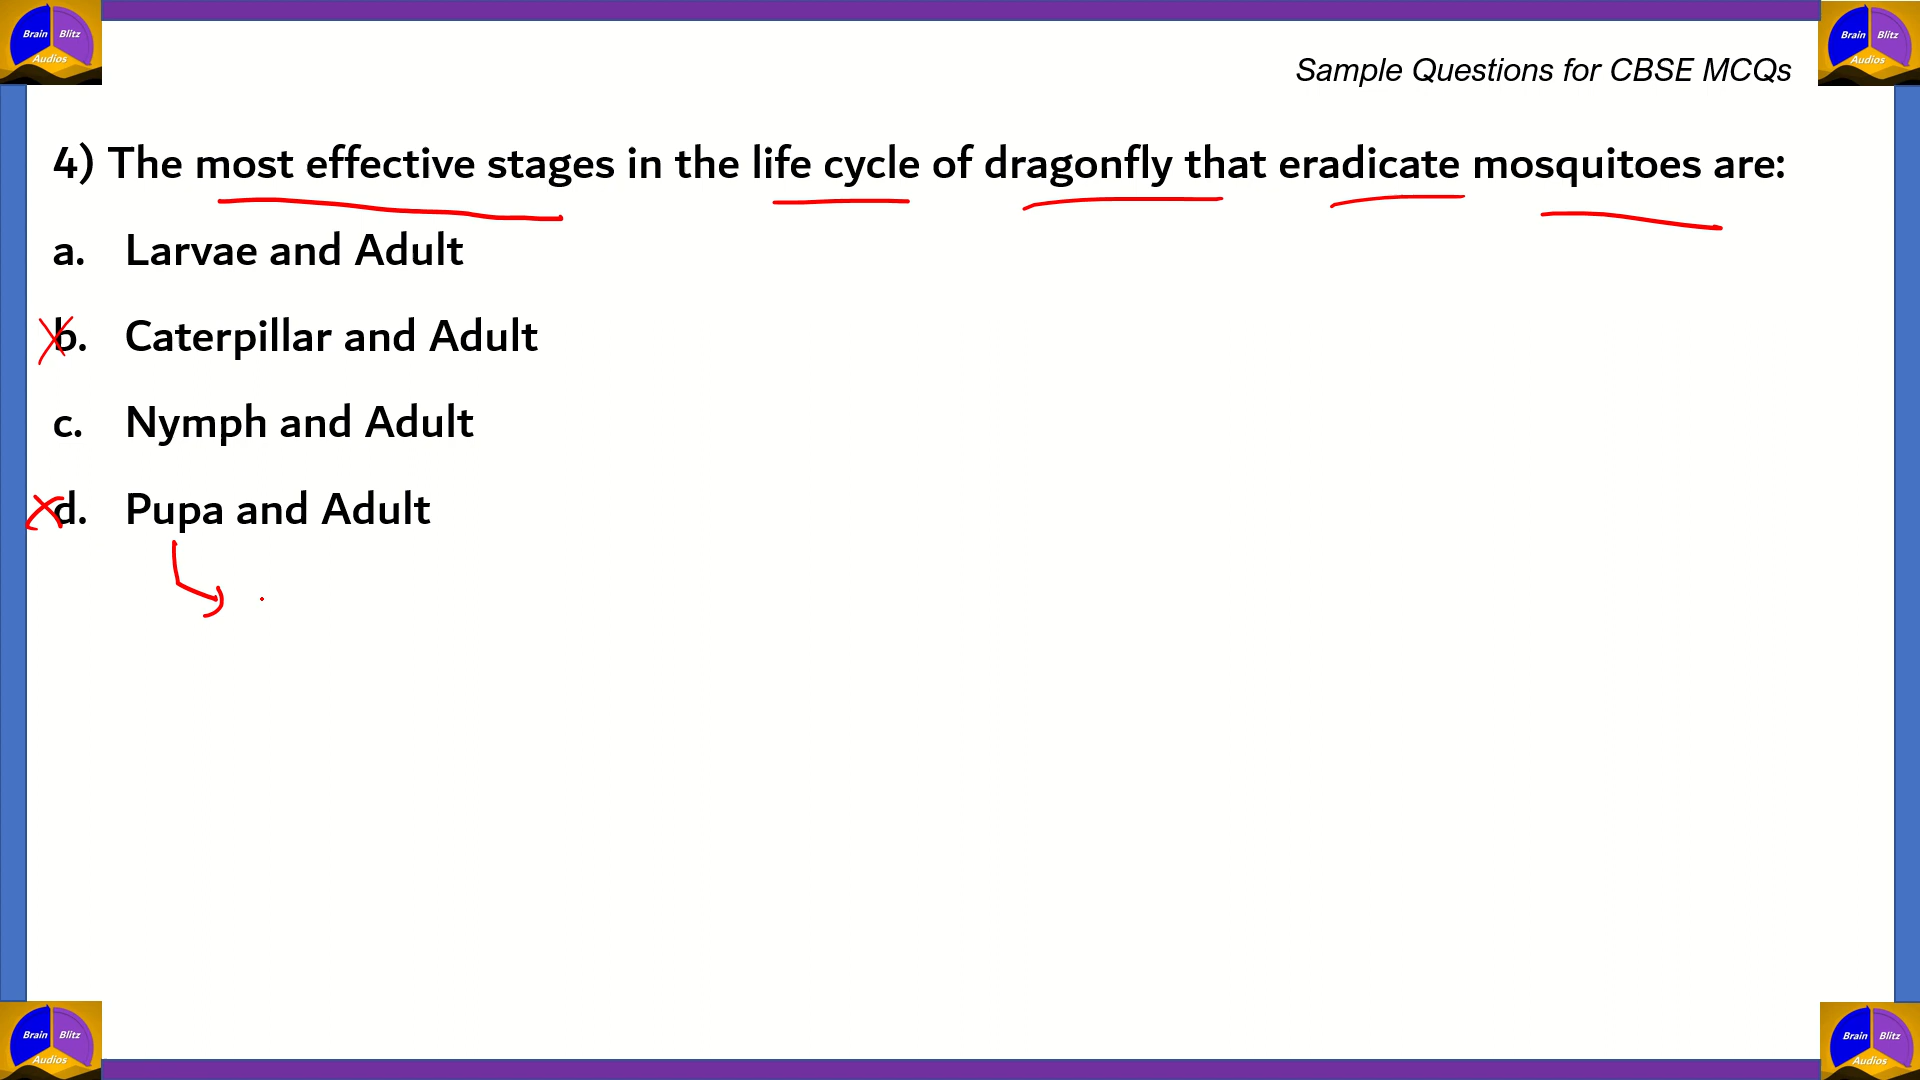 Brain Blitz
Audios
Brain Blitz
Audios
Sample Questions for CBSE MCQs
4) The most effective stages in the life cycle of dragonfly that eradicate mosquitoes are:
a. Larvae and Adult
b. Caterpillar and Adult
c. Nymph and Adult
d. Pupa and Adult
Brain Blitz
Audios
Brain Blitz
Audios